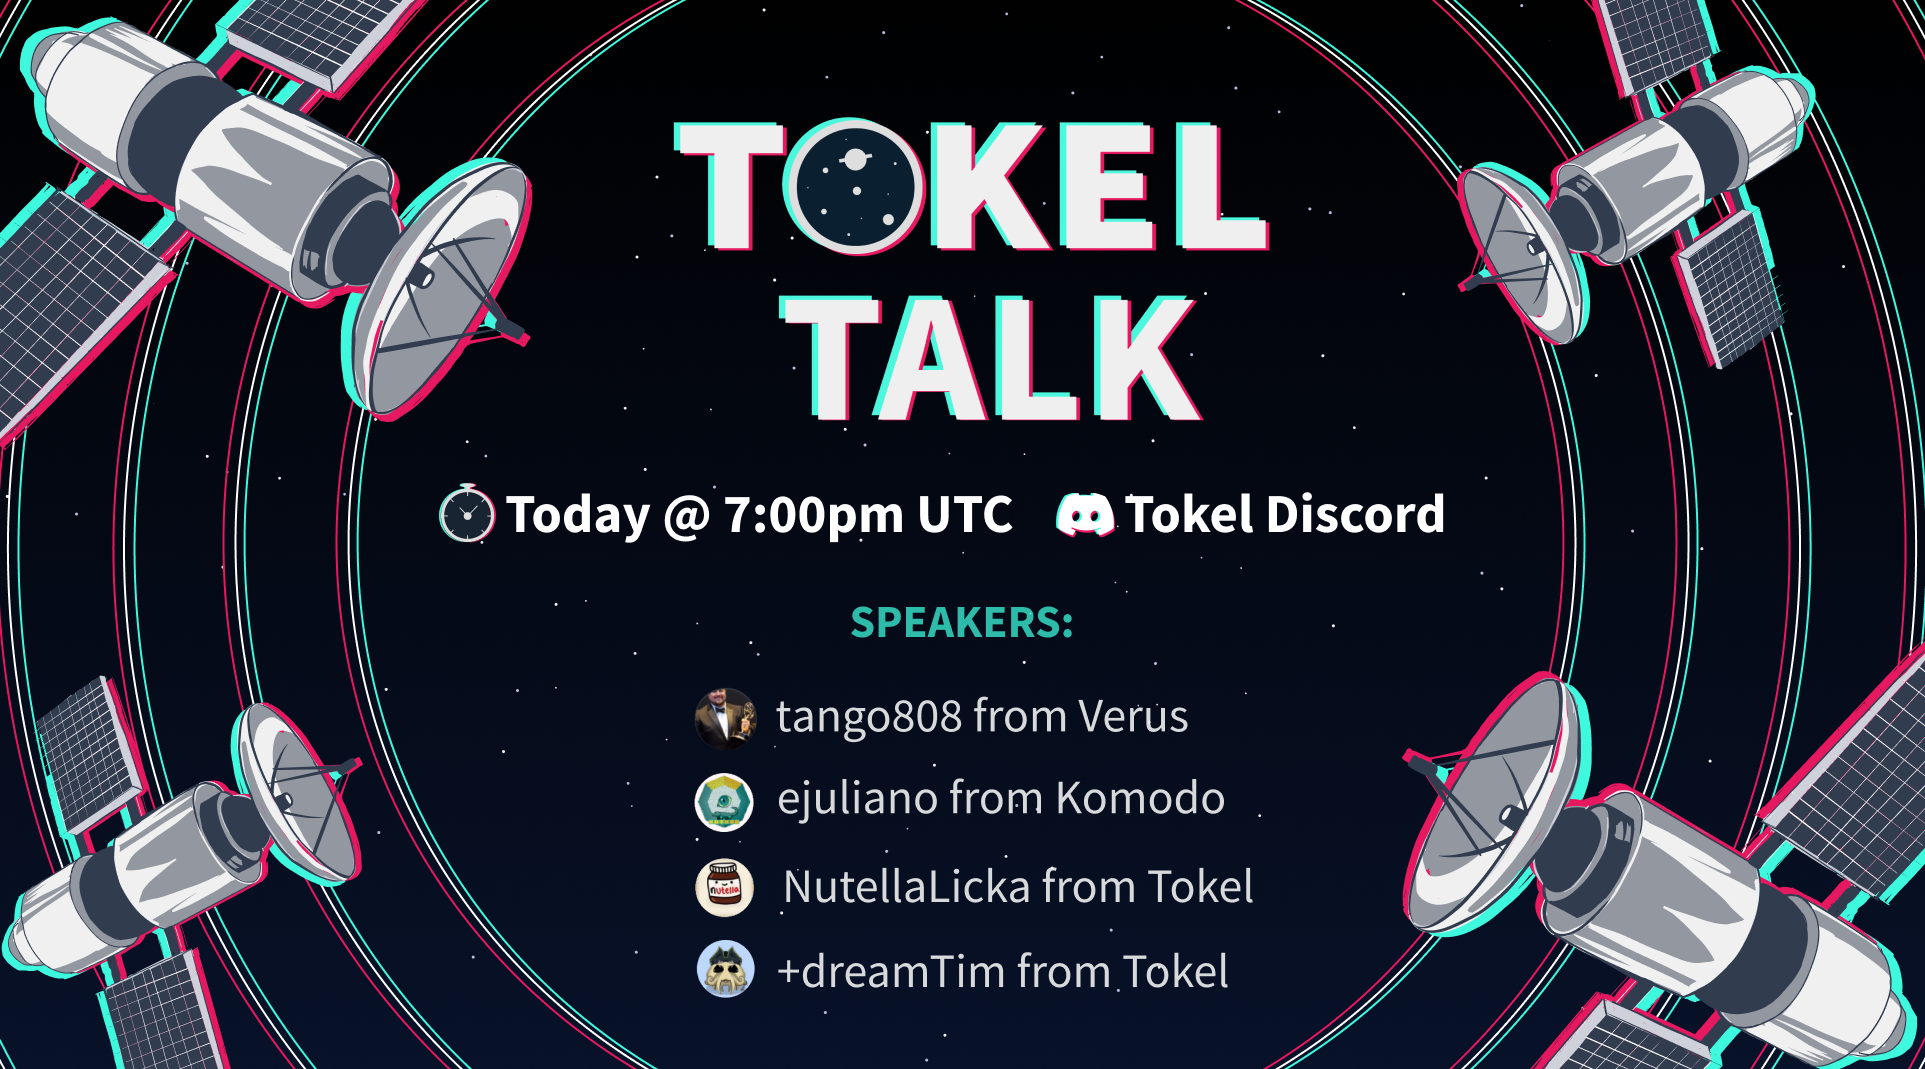 TOKEL
TALK
Today @ 7:00pm UTC Tokel Discord
SPEAKERS:
tango808 from Verus
ejuliano from Komodo
nutella
NutellaLicka from Tokel
+dreamTim from Tokel